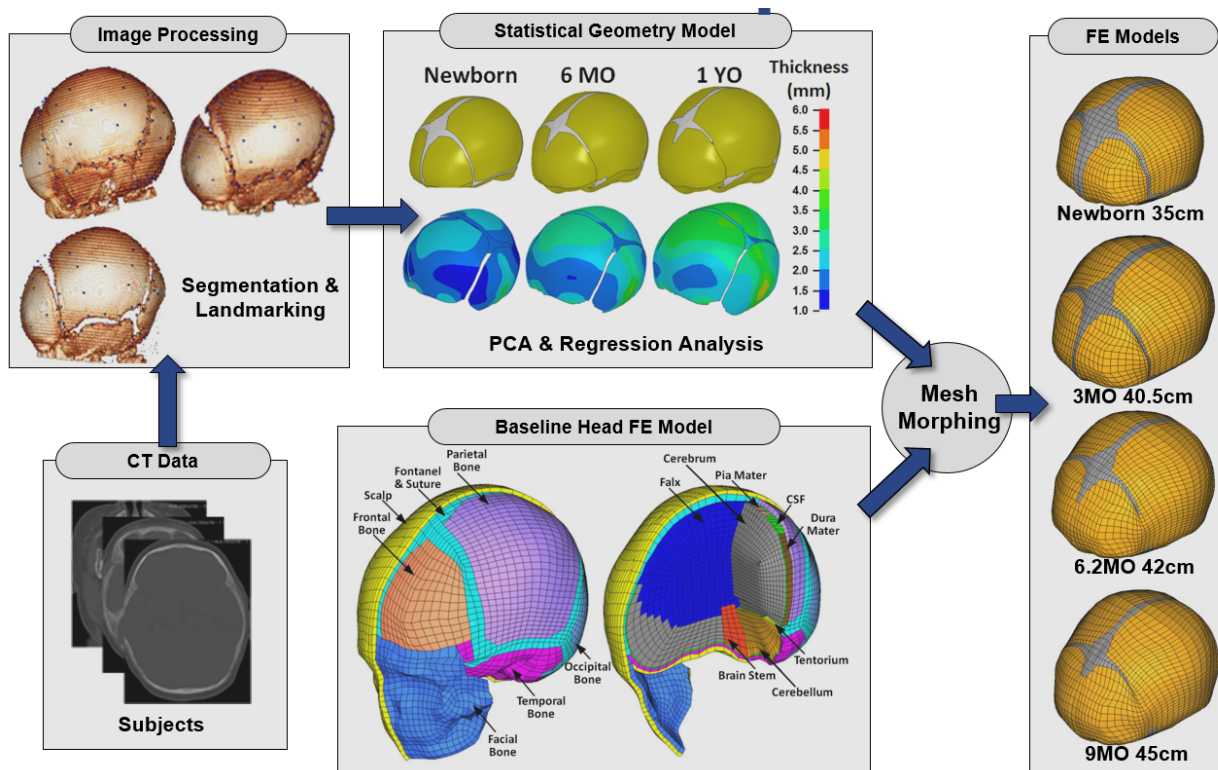 Image Processing
Segmentation &
Landmarking
CT Data
Subjects
Statistical Geometry Model
Newborn
6 MO
1 YO
Thickness
(mm)
6.0
5.5
5.0
4.5
4.0
3.5
3.0
2.5
2.0
1.5
1.0
PCA & Regression Analysis
Baseline Head FE Model
Parietal
Bone
Fontanel
& Suture
Scalp
Frontal
Bone
Occipital
Bone
Temporal
Bone
Facial
Bone
Cerebrum
Falx
Pia Mater
CSF
Dura
Mater
Tentorium
Brain Stem
Cerebellum
Mesh
Morphing
FE Models
Newborn 35cm
3MO 40.5cm
6.2MO 42cm
9MO 45cm